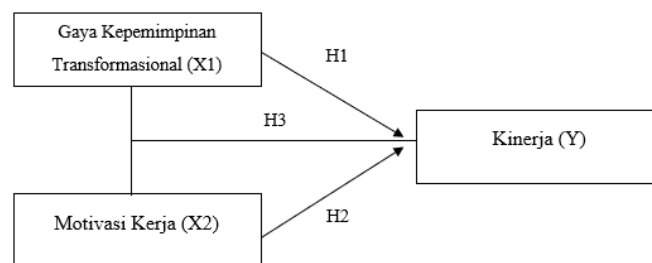 Gaya Kepemimpinan
Transformasional (X1)
H1
H3
Kinerja (Y)
Motivasi Kerja (X2)
H2